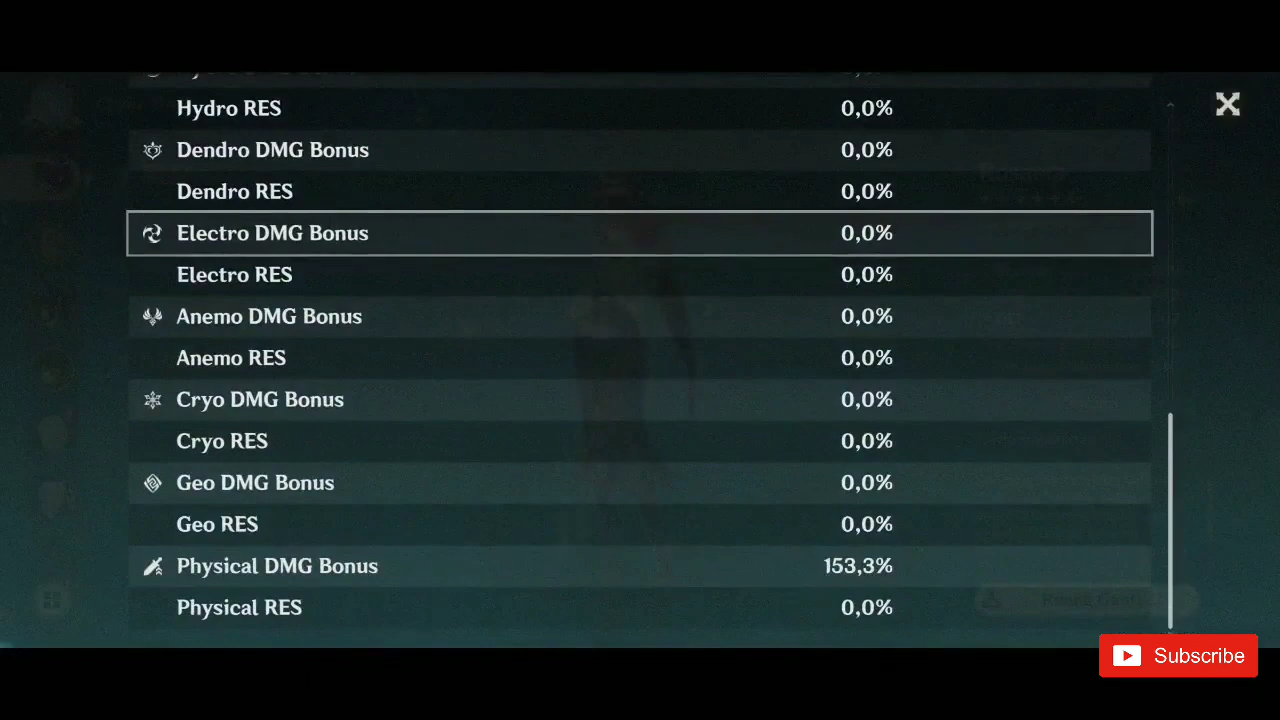 Hydro RES 0,0%
Dendro DMG Bonus 0,0%
Dendro RES 0,0%
Electro DMG Bonus 0,0%
Electro RES 0,0%
Anemo DMG Bonus 0,0%
Anemo RES 0,0%
Cryo DMG Bonus 0,0%
Cryo RES 0,0%
Geo DMG Bonus 0,0%
Geo RES 0,0%
Physical DMG Bonus 153,3%
Physical RES 0,0%
Subscribe